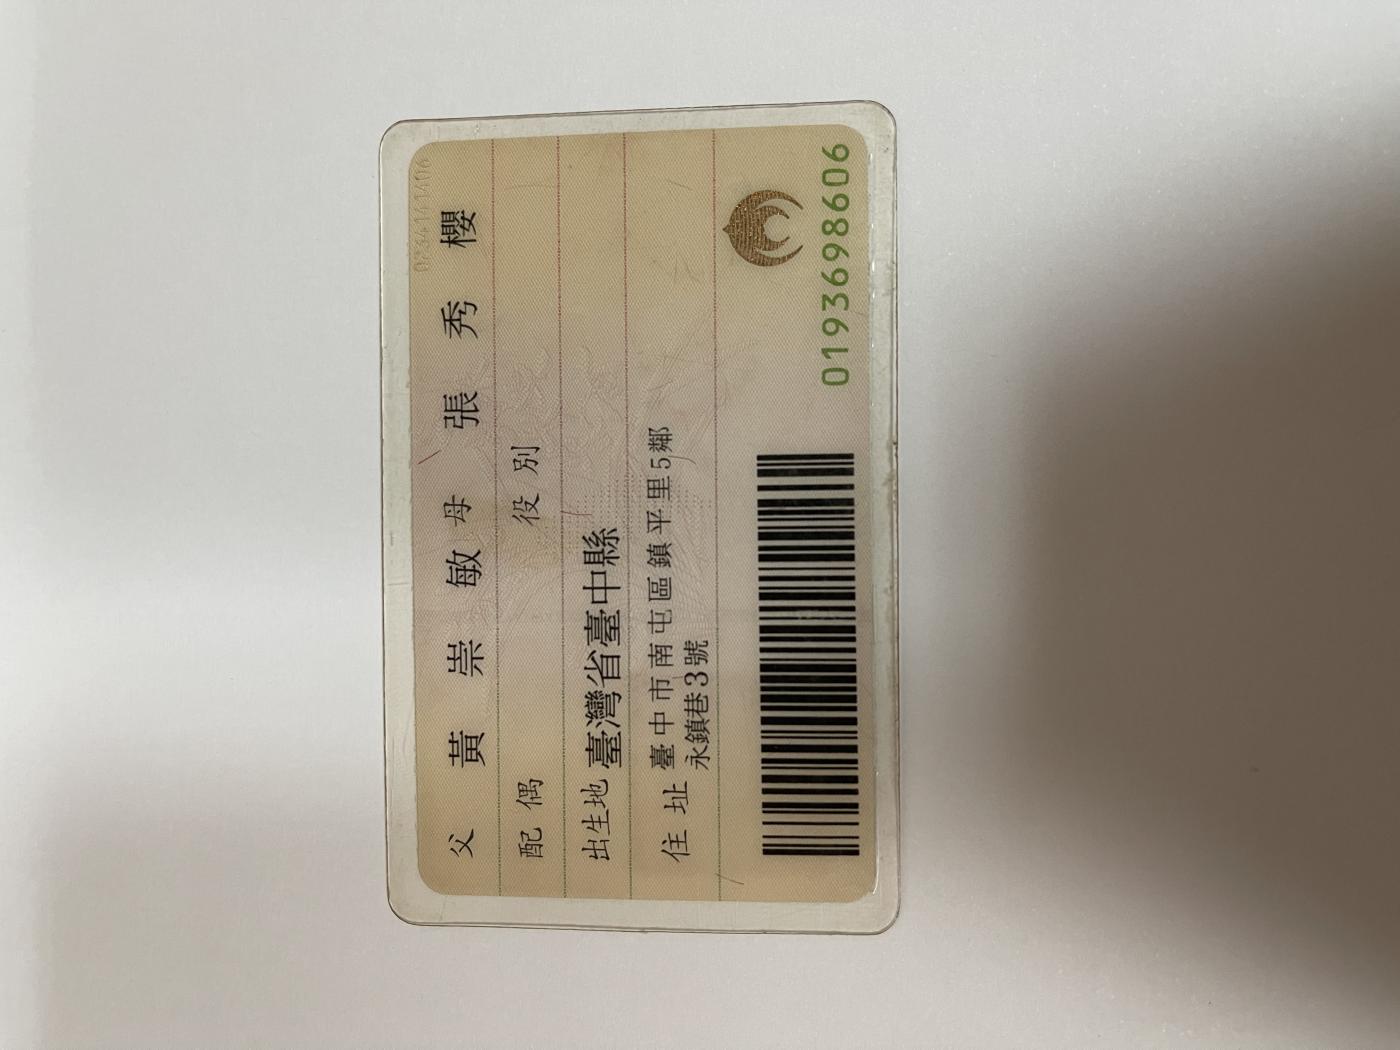 0234141406
父 黃崇敏 母 張秀櫻
配偶 役別
出生地 臺灣省臺中縣
住址 臺中市南屯區鎮平里5鄰
永鎮巷3號
0193698606